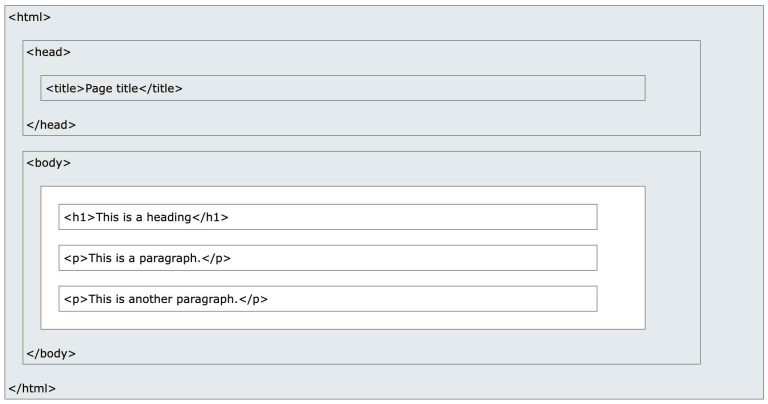 <html>
<head>
<title>Page title</title>
</head>
<body>
<h1>This is a heading</h1>
<p>This is a paragraph.</p>
<p>This is another paragraph.</p>
</body>
</html>